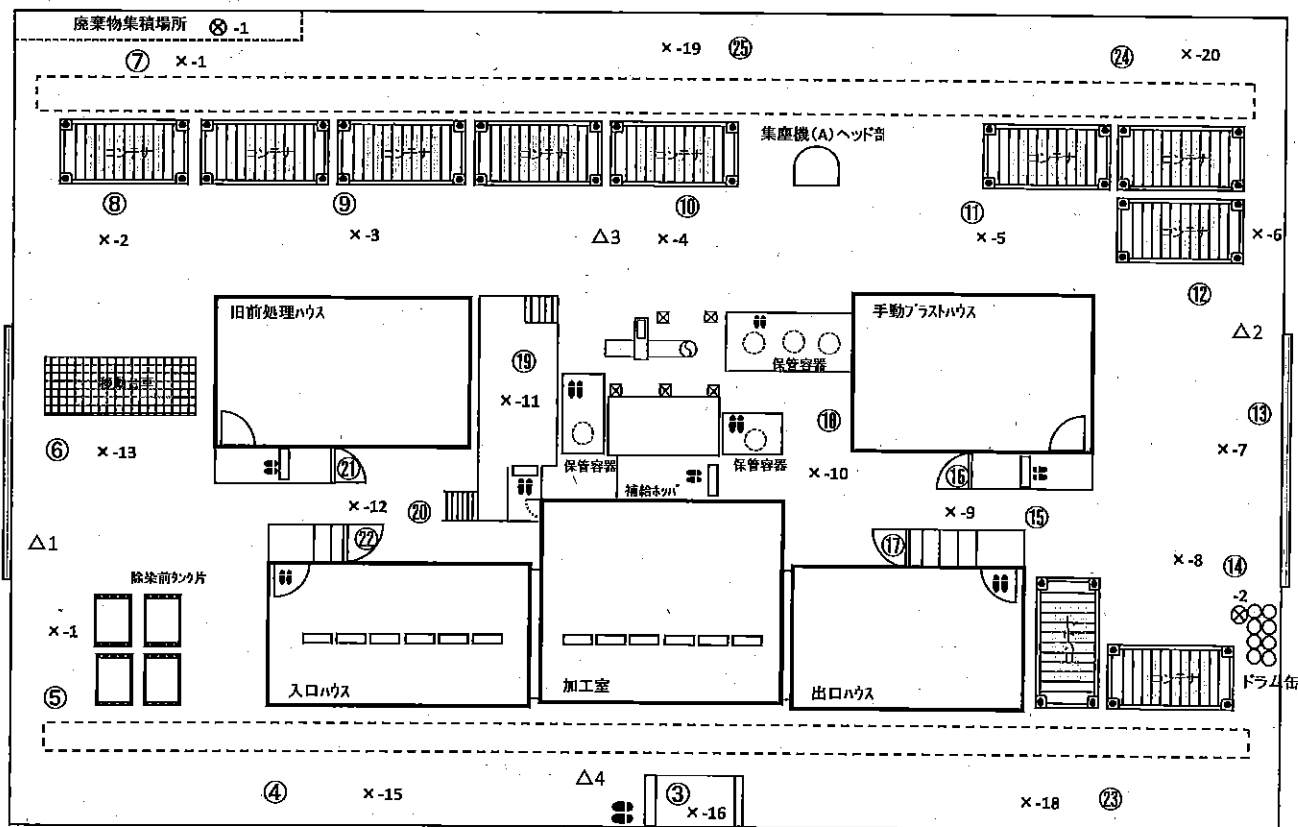 廃棄物集積場所 ⊗ -1
⑦ × -1
× -19 ㉕
㉔ × -20
コンテナ コンテナ コンテナ コンテナ コンテナ
集塵機(A)ヘッド部
コンテナ コンテナ
コンテナ
⑧ ⑨ ⑩ ⑪
× -2 × -3 △3 × -4 × -5 × -6
⑫
旧前処理ハウス
手動ブラストハウス
△2
⑲
保管容器
移動台車
× -11
⑱
⑬
⑥ × -13
× -7
㉑
保管容器
保管容器
× -10
⑯
補給ホッパ
× -12 ⑳
× -9 ⑮
△1
㉒
⑰
× -8 ⑭
除染前タンク片
-2
⊗
× -1
コンテナ
コンテナ
ドラム缶
⑤
入口ハウス
加工室
出口ハウス
④ × -15
△4
③
× -16
× -18 ㉓